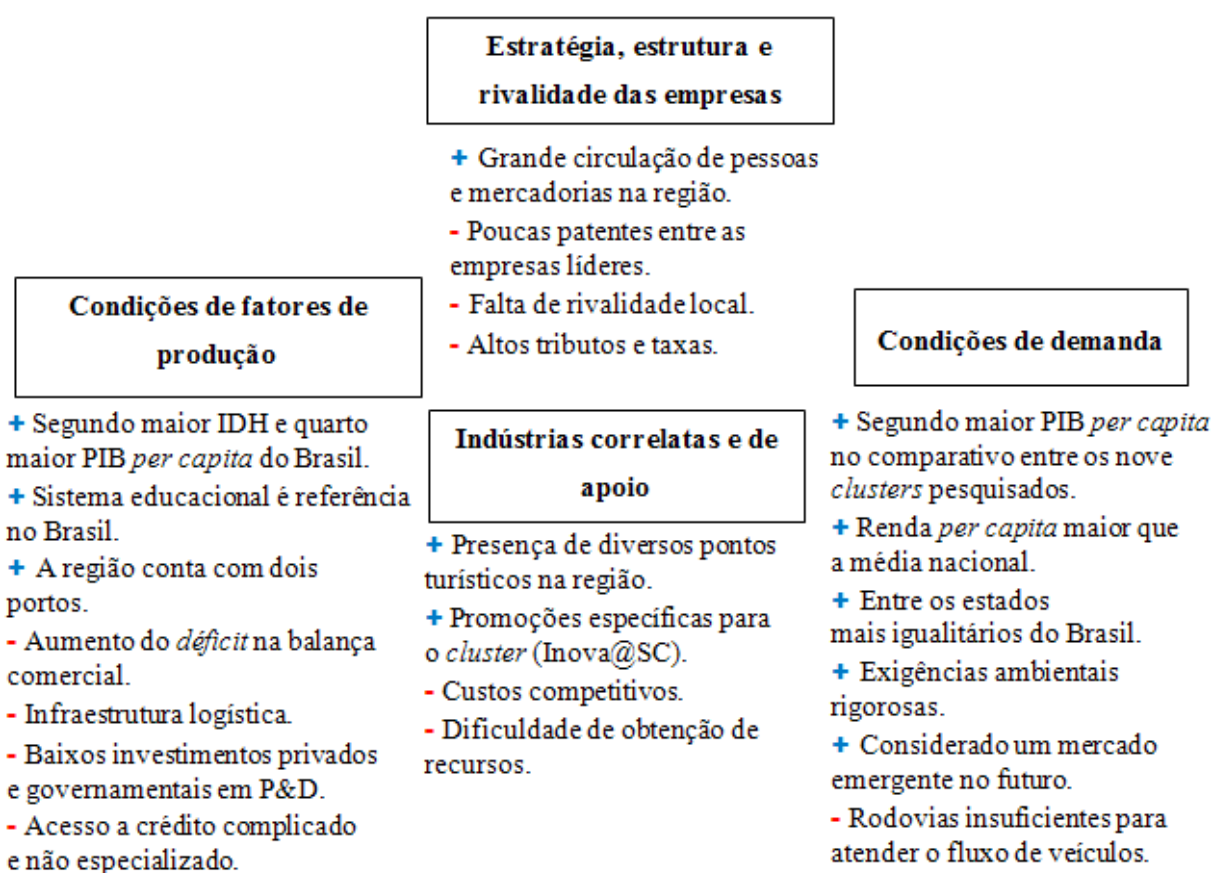 Estratégia, estrutura e
rivalidade das empresas
+ Grande circulação de pessoas
e mercadorias na região.
- Poucas patentes entre as
empresas líderes.
- Falta de rivalidade local.
- Altos tributos e taxas.
Condições de fatores de
produção
+ Segundo maior IDH e quarto
maior PIB per capita do Brasil.
+ Sistema educacional é referência
no Brasil.
+ A região conta com dois
portos.
- Aumento do déficit na balança
comercial.
- Infraestrutura logística.
- Baixos investimentos privados
e governamentais em P&D.
- Acesso a crédito complicado
e não especializado.
Indústrias correlatas e de
apoio
+ Presença de diversos pontos
turísticos na região.
+ Promoções específicas para
o cluster (Inova@SC).
- Custos competitivos.
- Dificuldade de obtenção de
recursos.
Condições de demanda
+ Segundo maior PIB per capita
no comparativo entre os nove
clusters pesquisados.
+ Renda per capita maior que
a média nacional.
+ Entre os estados
mais igualitários do Brasil.
+ Exigências ambientais
rigorosas.
+ Considerado um mercado
emergente no futuro.
- Rodovias insuficientes para
atender o fluxo de veículos.